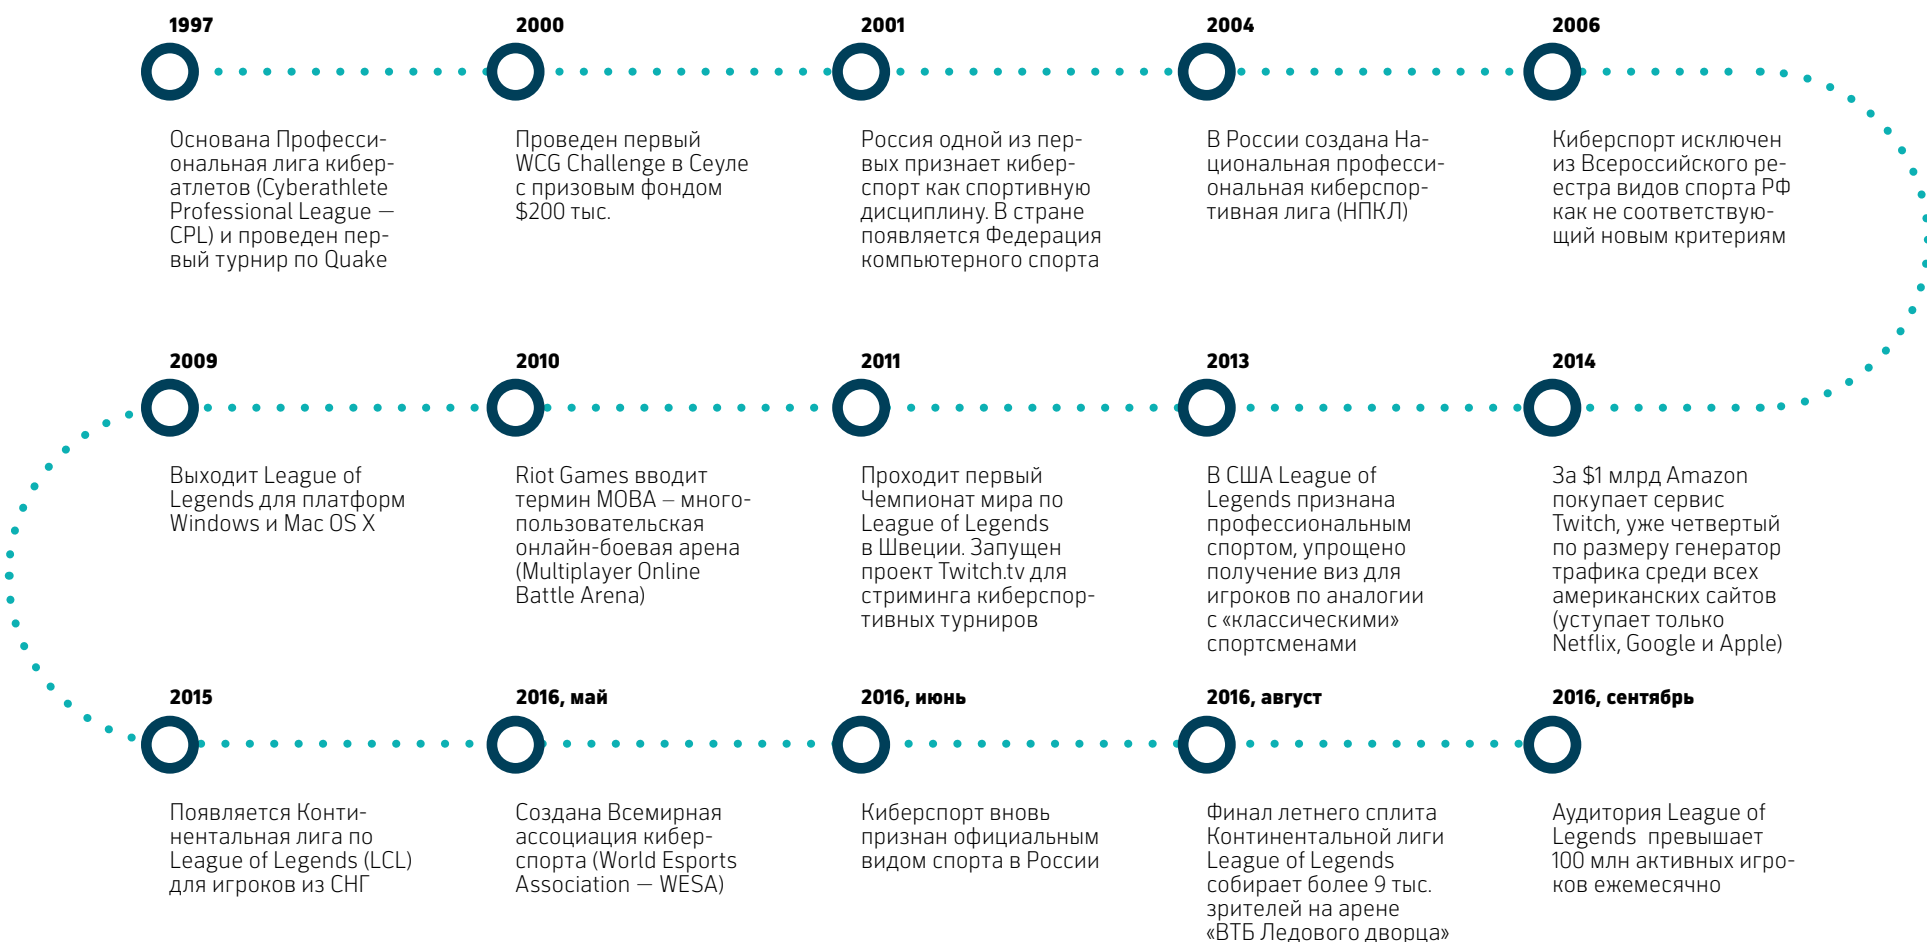 1997
Основана Професси-
ональная лига кибер-
атлетов (Cyberathlete
Professional League —
CPL) и проведен пер-
вый турнир по Quake
2000
Проведен первый
WCG Challenge в Сеуле
с призовым фондом
$200 тыс.
2001
Россия одной из пер-
вых признает кибер-
спорт как спортивную
дисциплину. В стране
появляется Федерация
компьютерного спорта
2004
В России создана На-
циональная професси-
ональная киберспор-
тивная лига (НПКЛ)
2006
Киберспорт исключен
из Всероссийского ре-
естра видов спорта РФ
как не соответствую-
щий новым критериям
2009
Выходит League of
Legends для платформ
Windows и Mac OS X
2010
Riot Games вводит
термин MOBA – много-
пользовательская
онлайн-боевая арена
(Multiplayer Online
Battle Arena)
2011
Проходит первый
Чемпионат мира по
League of Legends
в Швеции. Запущен
проект Twitch.tv для
стриминга киберспор-
тивных турниров
2013
В США League of
Legends признана
профессиональным
спортом, упрощено
получение виз для
игроков по аналогии
с «классическими»
спортсменами
2014
За $1 млрд Amazon
покупает сервис
Twitch, уже четвертый
по размеру генератор
трафика среди всех
американских сайтов
(уступает только
Netflix, Google и Apple)
2015
Появляется Конти-
нентальная лига по
League of Legends (LCL)
для игроков из СНГ
2016, май
Создана Всемирная
ассоциация кибер-
спорта (World Esports
Association — WESA)
2016, июнь
Киберспорт вновь
признан официальным
видом спорта в России
2016, август
Финал летнего сплита
Континентальной лиги
League of Legends
собирает более 9 тыс.
зрителей на арене
«ВТБ Ледового дворца»
2016, сентябрь
Аудитория League of
Legends превышает
100 млн активных игро-
ков ежемесячно